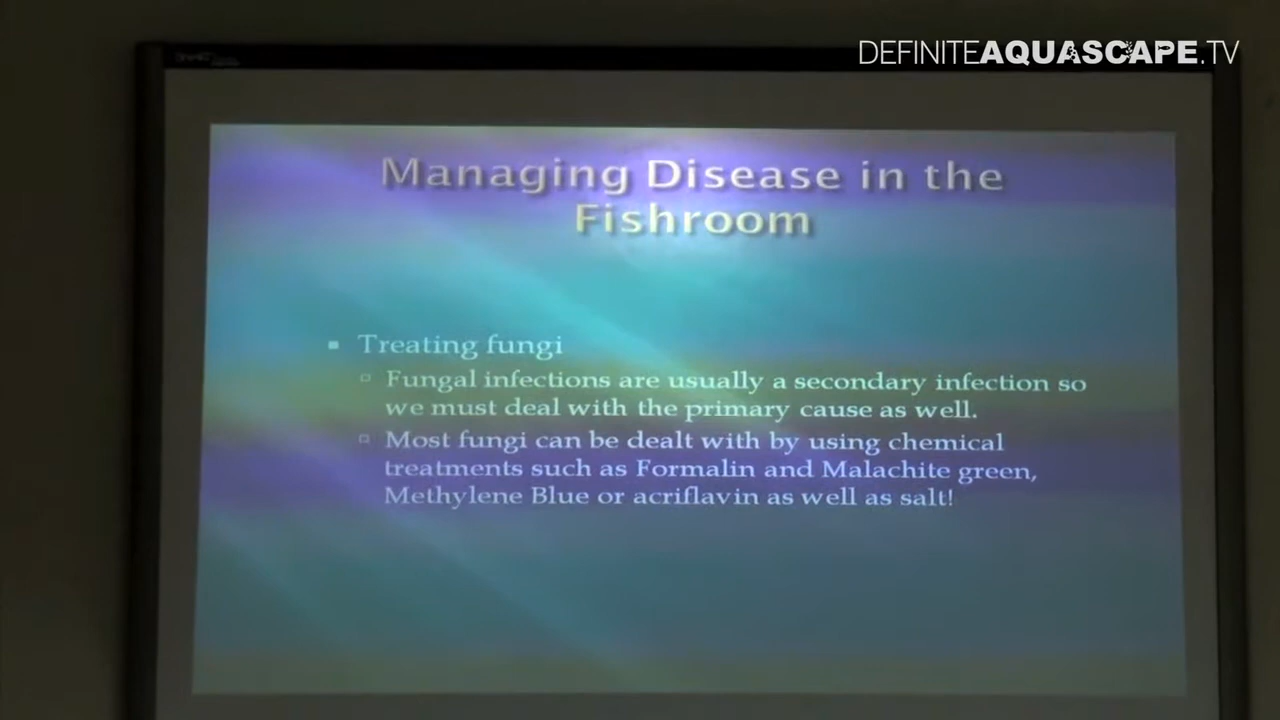 DEFINITEAQUASCAPE.TV
Managing Disease in the
Fishroom
Treating fungi
Fungal infections are usually a secondary infection so
we must deal with the primary cause as well.
Most fungi can be dealt with by using chemical
treatments such as Formalin and Malachite green,
Methylene Blue or acriflavin as well as salt!